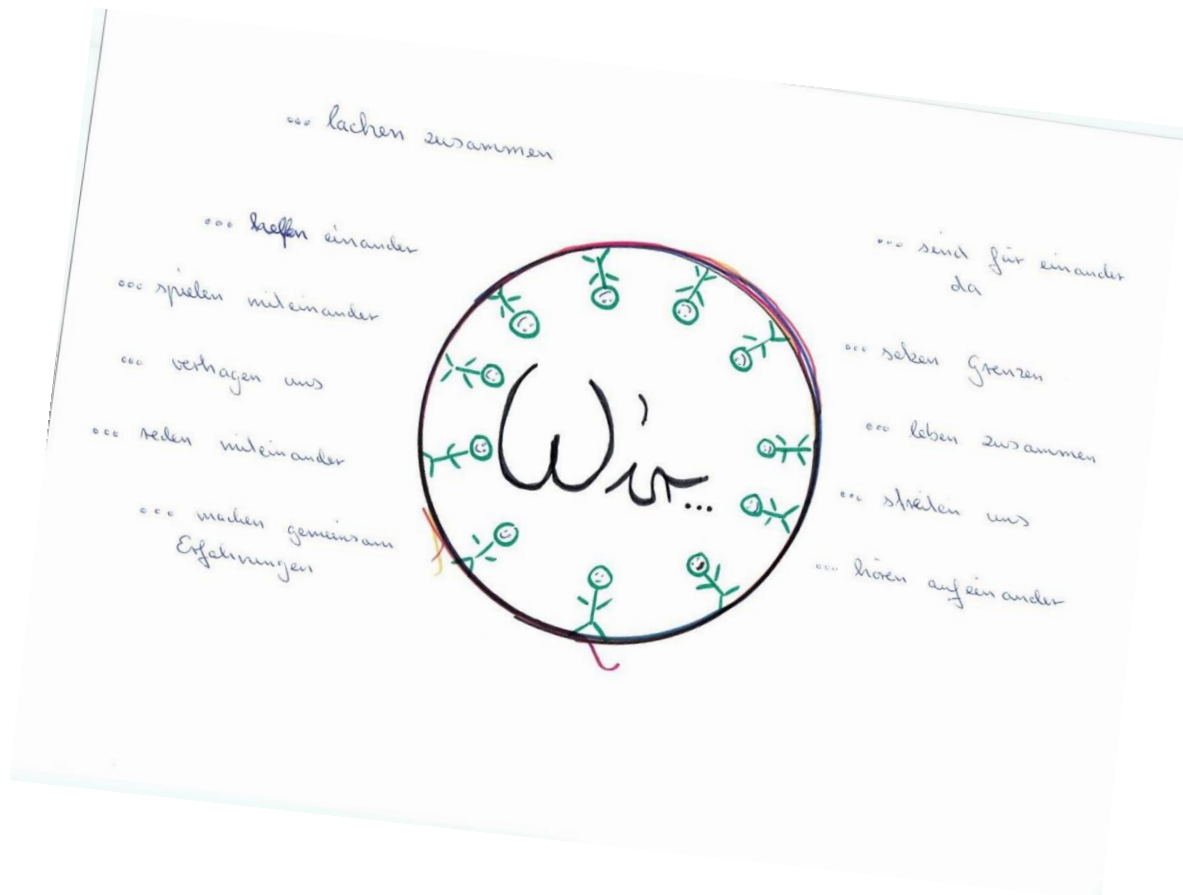 ... lachen zusammen
... helfen einander
... spielen miteinander
... vertragen uns
... reden miteinander
... machen gemeinsam
Erfahrungen
Wir...
... sind für einander
da
... setzen Grenzen
... leben zusammen
... streiten uns
... hören aufeinander